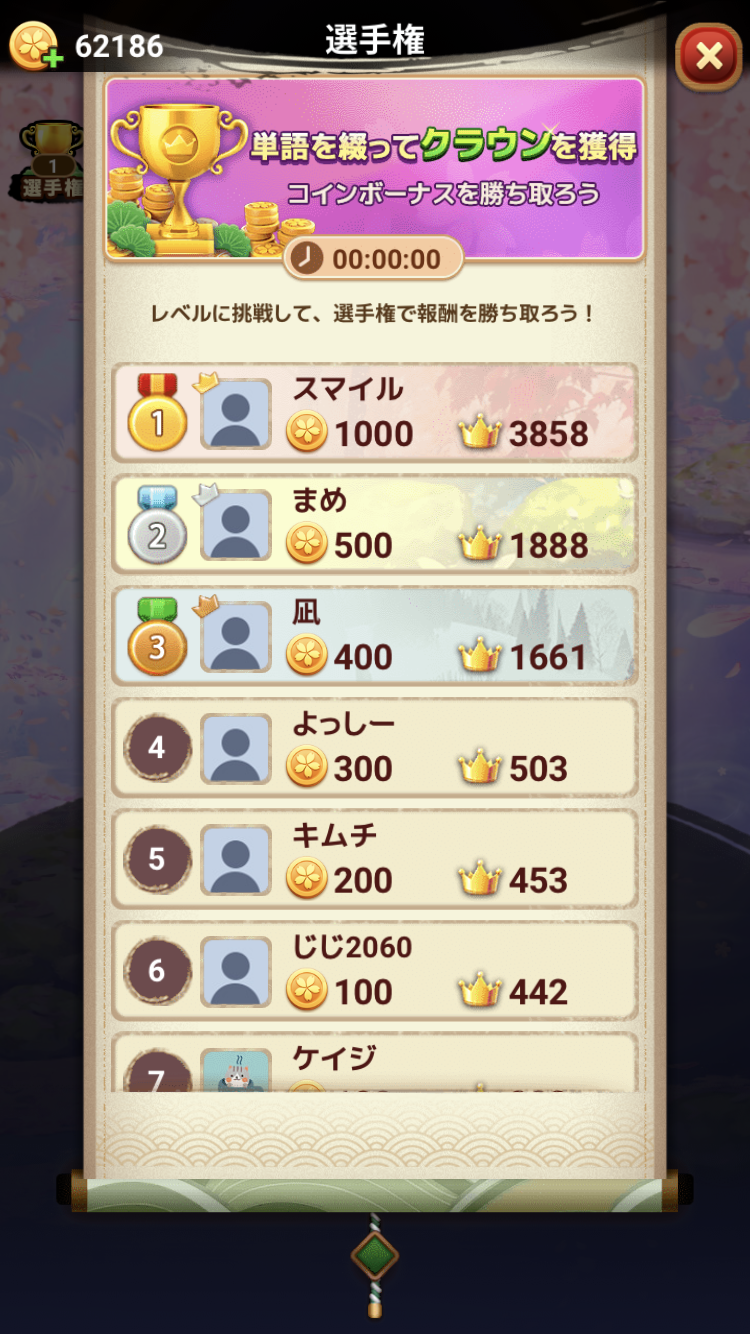 62186
選手権
1
選手権
単語を綴ってクラウンを獲得
コインボーナスを勝ち取ろう
00:00:00
レベルに挑戦して、選手権で報酬を勝ち取ろう！
1
スマイル
1000 3858
2
まめ
500 1888
3
凪
400 1661
4
よっしー
300 503
5
キムチ
200 453
6
じじ2060
100 442
7
ケイジ